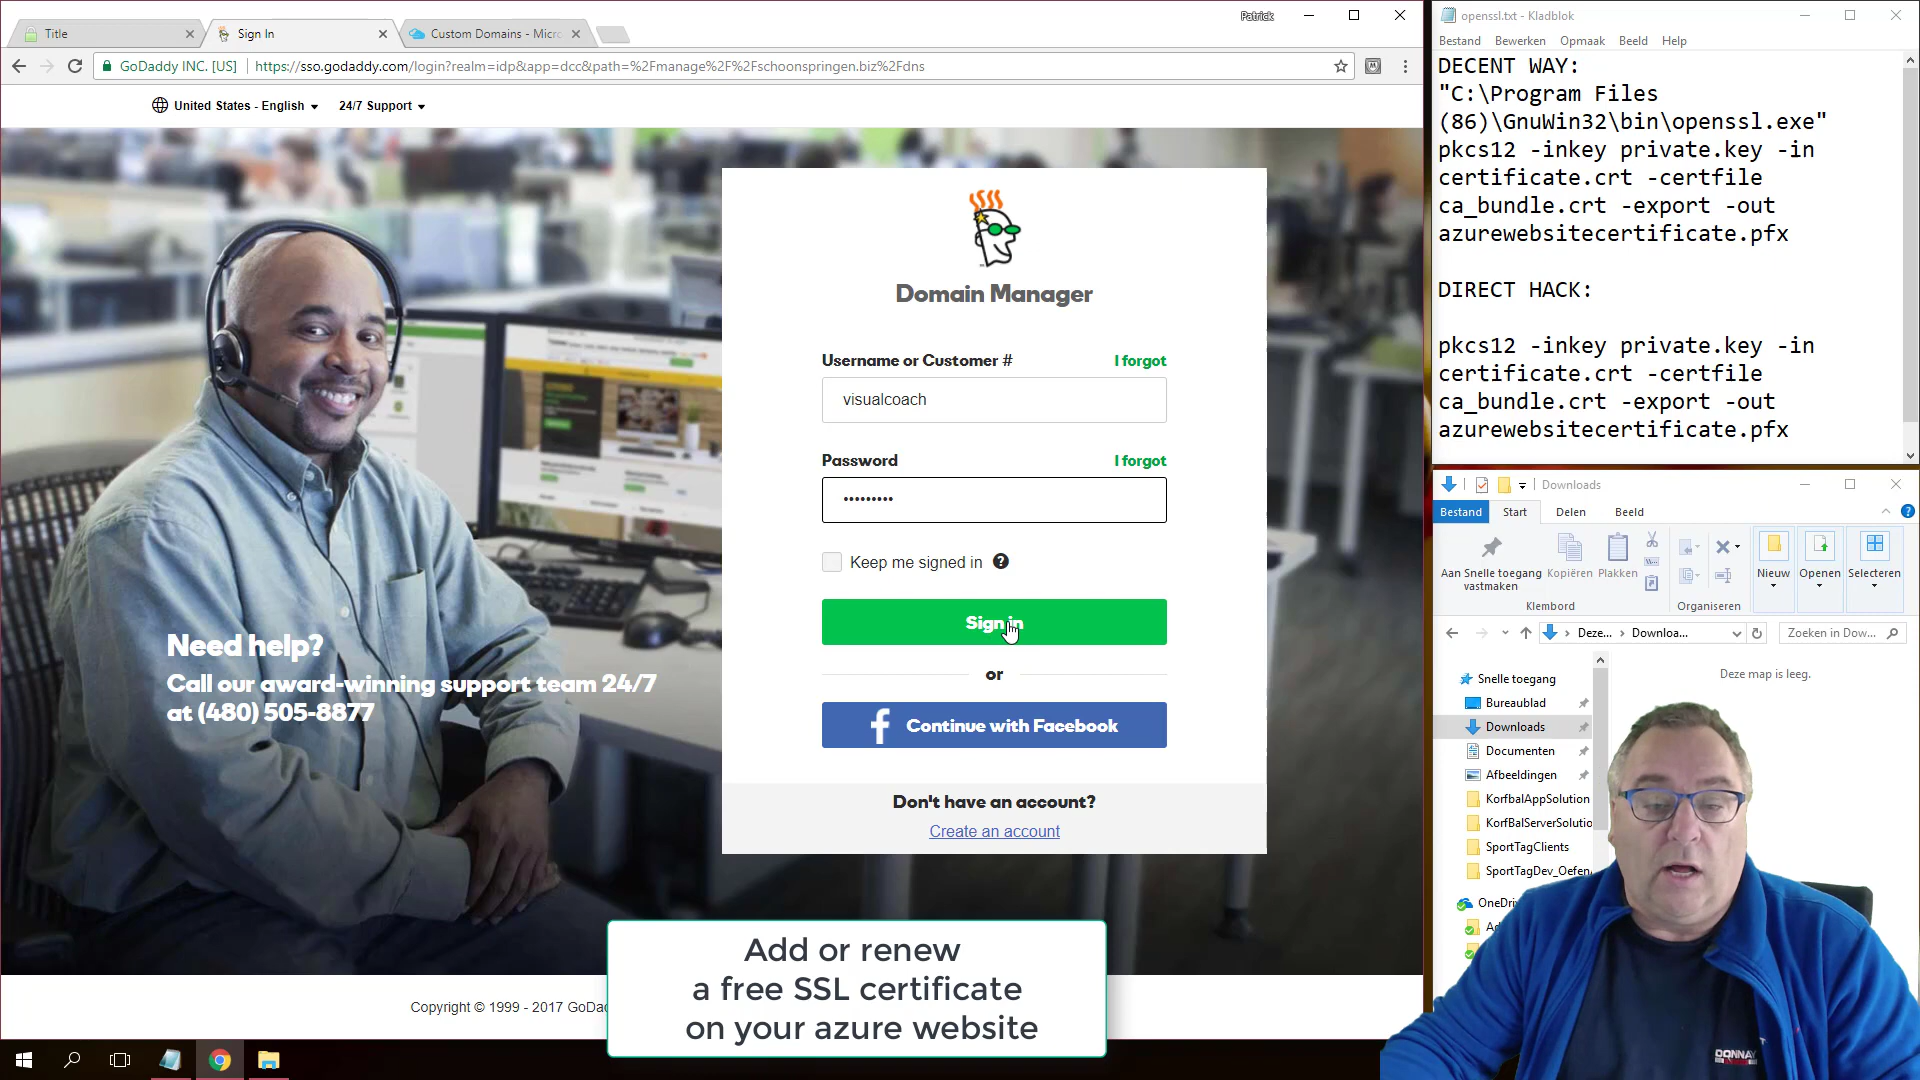 Title
Sign In
Custom Domains - Micro
Patrick
GoDaddy INC. [US]
https://sso.godaddy.com/login?realm=idp&app=dcc&path=%2Fmanage%2F%2Fschoonspringen.biz%2Fdns
United States - English
24/7 Support
Need help?
Call our award-winning support team 24/7
at (480) 505-8877
Domain Manager
Username or Customer #
I forgot
visualcoach
Password
I forgot
•••••••••
Keep me signed in
?
Sign in
or
Continue with Facebook
Don't have an account?
Create an account
Copyright © 1999 - 2017 GoDa
Add or renew
a free SSL certificate
on your azure website
openssl.txt - Kladblok
Bestand Bewerken Opmaak Beeld Help
DECENT WAY:
"C:\Program Files
(86)\GnuWin32\bin\openssl.exe"
pkcs12 -inkey private.key -in
certificate.crt -certfile
ca_bundle.crt -export -out
azurewebsitecertificate.pfx
DIRECT HACK:
pkcs12 -inkey private.key -in
certificate.crt -certfile
ca_bundle.crt -export -out
azurewebsitecertificate.pfx
Downloads
Bestand Start Delen Beeld
Aan Snelle toegang
vastmaken
Kopiëren
Plakken
Nieuw
Openen
Selecteren
Klembord
Organiseren
Deze... Downloa...
Zoeken in Dow...
Snelle toegang
Bureaublad
Downloads
Documenten
Afbeeldingen
KorfbalAppSolution
KorfBalServerSolutio
SportTagClients
SportTagDev_Oefen
OneDri
Deze map is leeg.
DONNAY